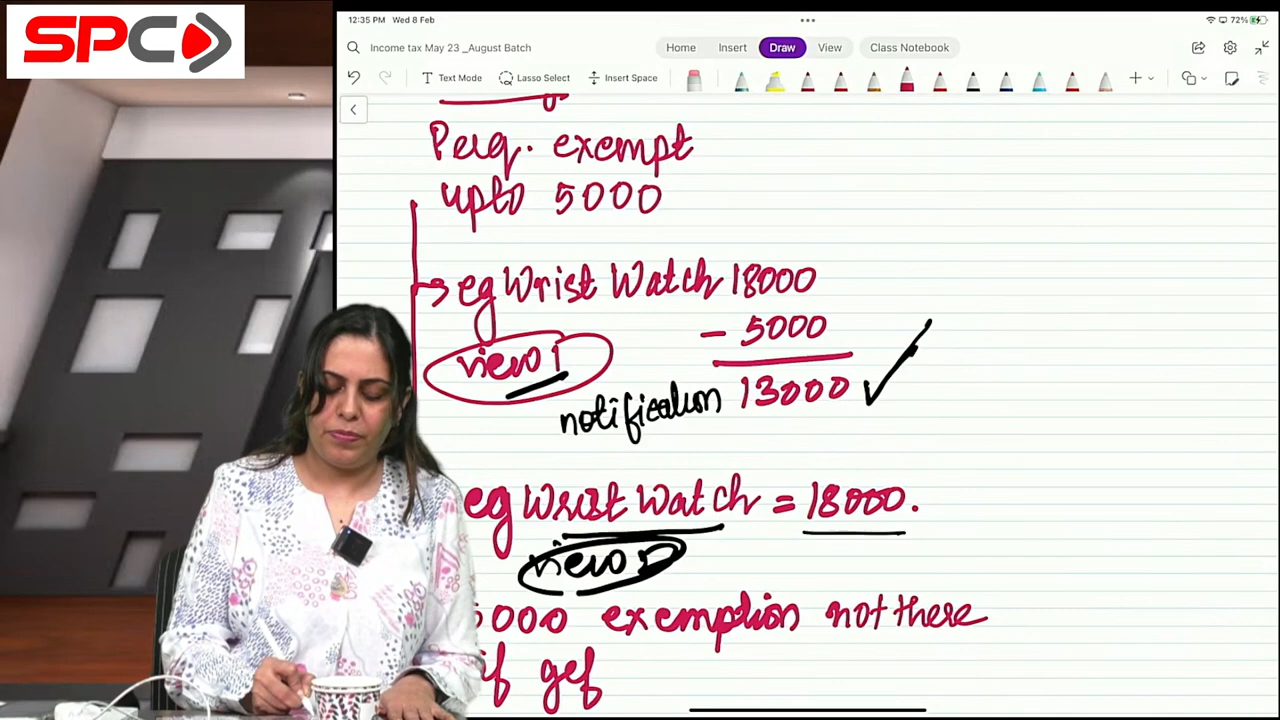 SPC
12:35 PM Wed 8 Feb
72%
Income tax May 23 _August Batch
Home Insert Draw View Class Notebook
Text Mode Lasso Select Insert Space
Perq. exempt
upto 5000
eg Wrist Watch 18000
- 5000
view 1
notification 13000
eg Wrist Watch = 18000.
view
5000 exemption not there
if